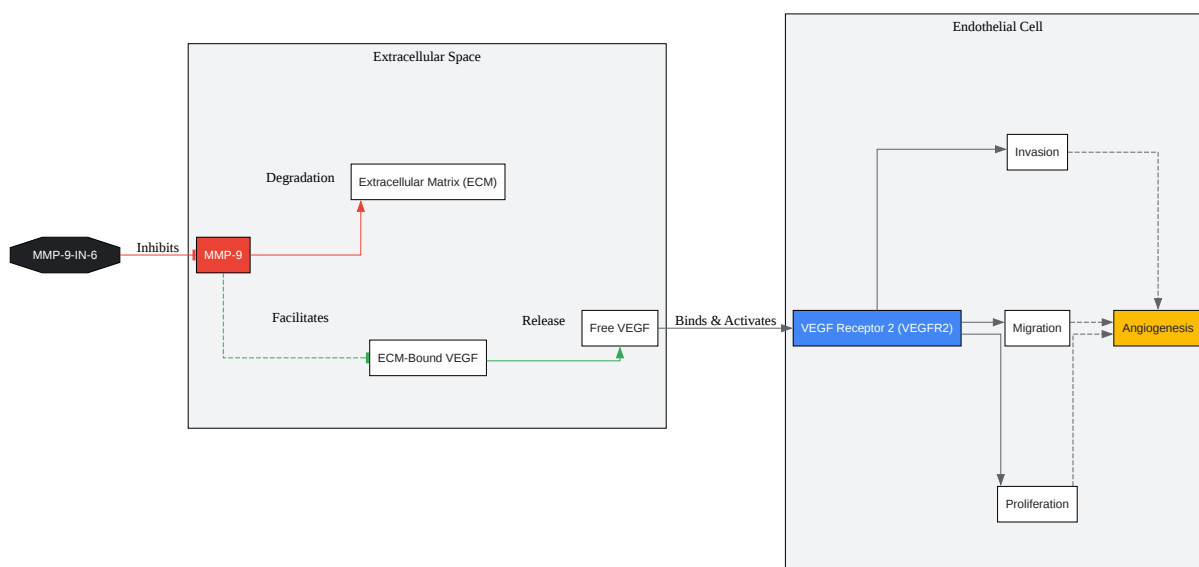 Endothelial Cell
Extracellular Space
Invasion
Degradation
Extracellular Matrix (ECM)
MMP-9-IN-6
Inhibits
MMP-9
Facilitates
Release
Free VEGF
Binds & Activates
VEGF Receptor 2 (VEGFR2)
Migration
Angiogenesis
ECM-Bound VEGF
Proliferation